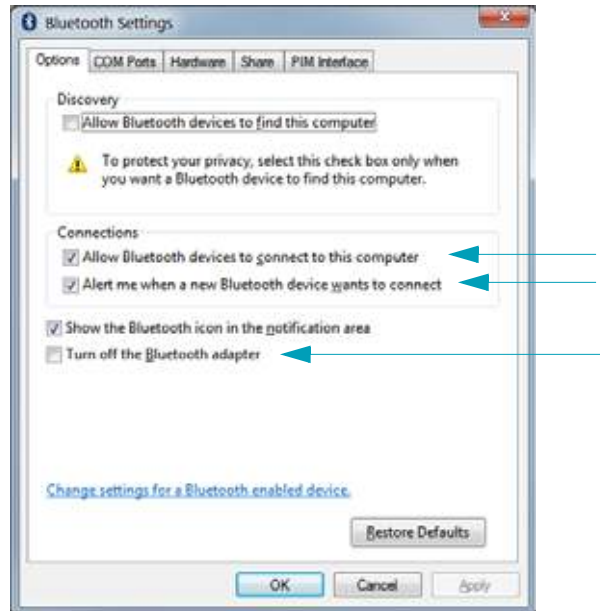 Bluetooth Settings
Options COM Ports Hardware Share PIM Interface
Discovery
Allow Bluetooth devices to find this computer
To protect your privacy, select this check box only when
you want a Bluetooth device to find this computer.
Connections
Allow Bluetooth devices to connect to this computer
Alert me when a new Bluetooth device wants to connect
Show the Bluetooth icon in the notification area
Turn off the Bluetooth adapter
Change settings for a Bluetooth enabled device.
Restore Defaults
OK Cancel Apply